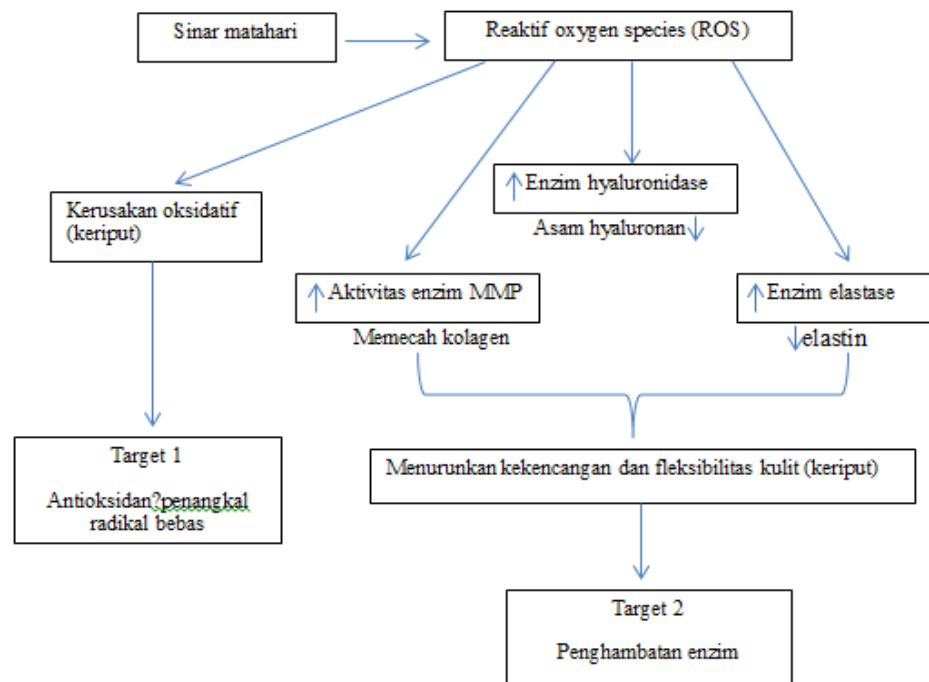 Sinar matahari
Reaktif oxygen species (ROS)
Enzim hyaluronidase
Asam hyaluronan
Kerusakan oksidatif
(keriput)
Aktivitas enzim MMP
Memecah kolagen
Enzim elastase
elastin
Target 1
Antioksidan?penangkal
radikal bebas
Menurunkan kekencangan dan fleksibilitas kulit (keriput)
Target 2
Penghambatan enzim